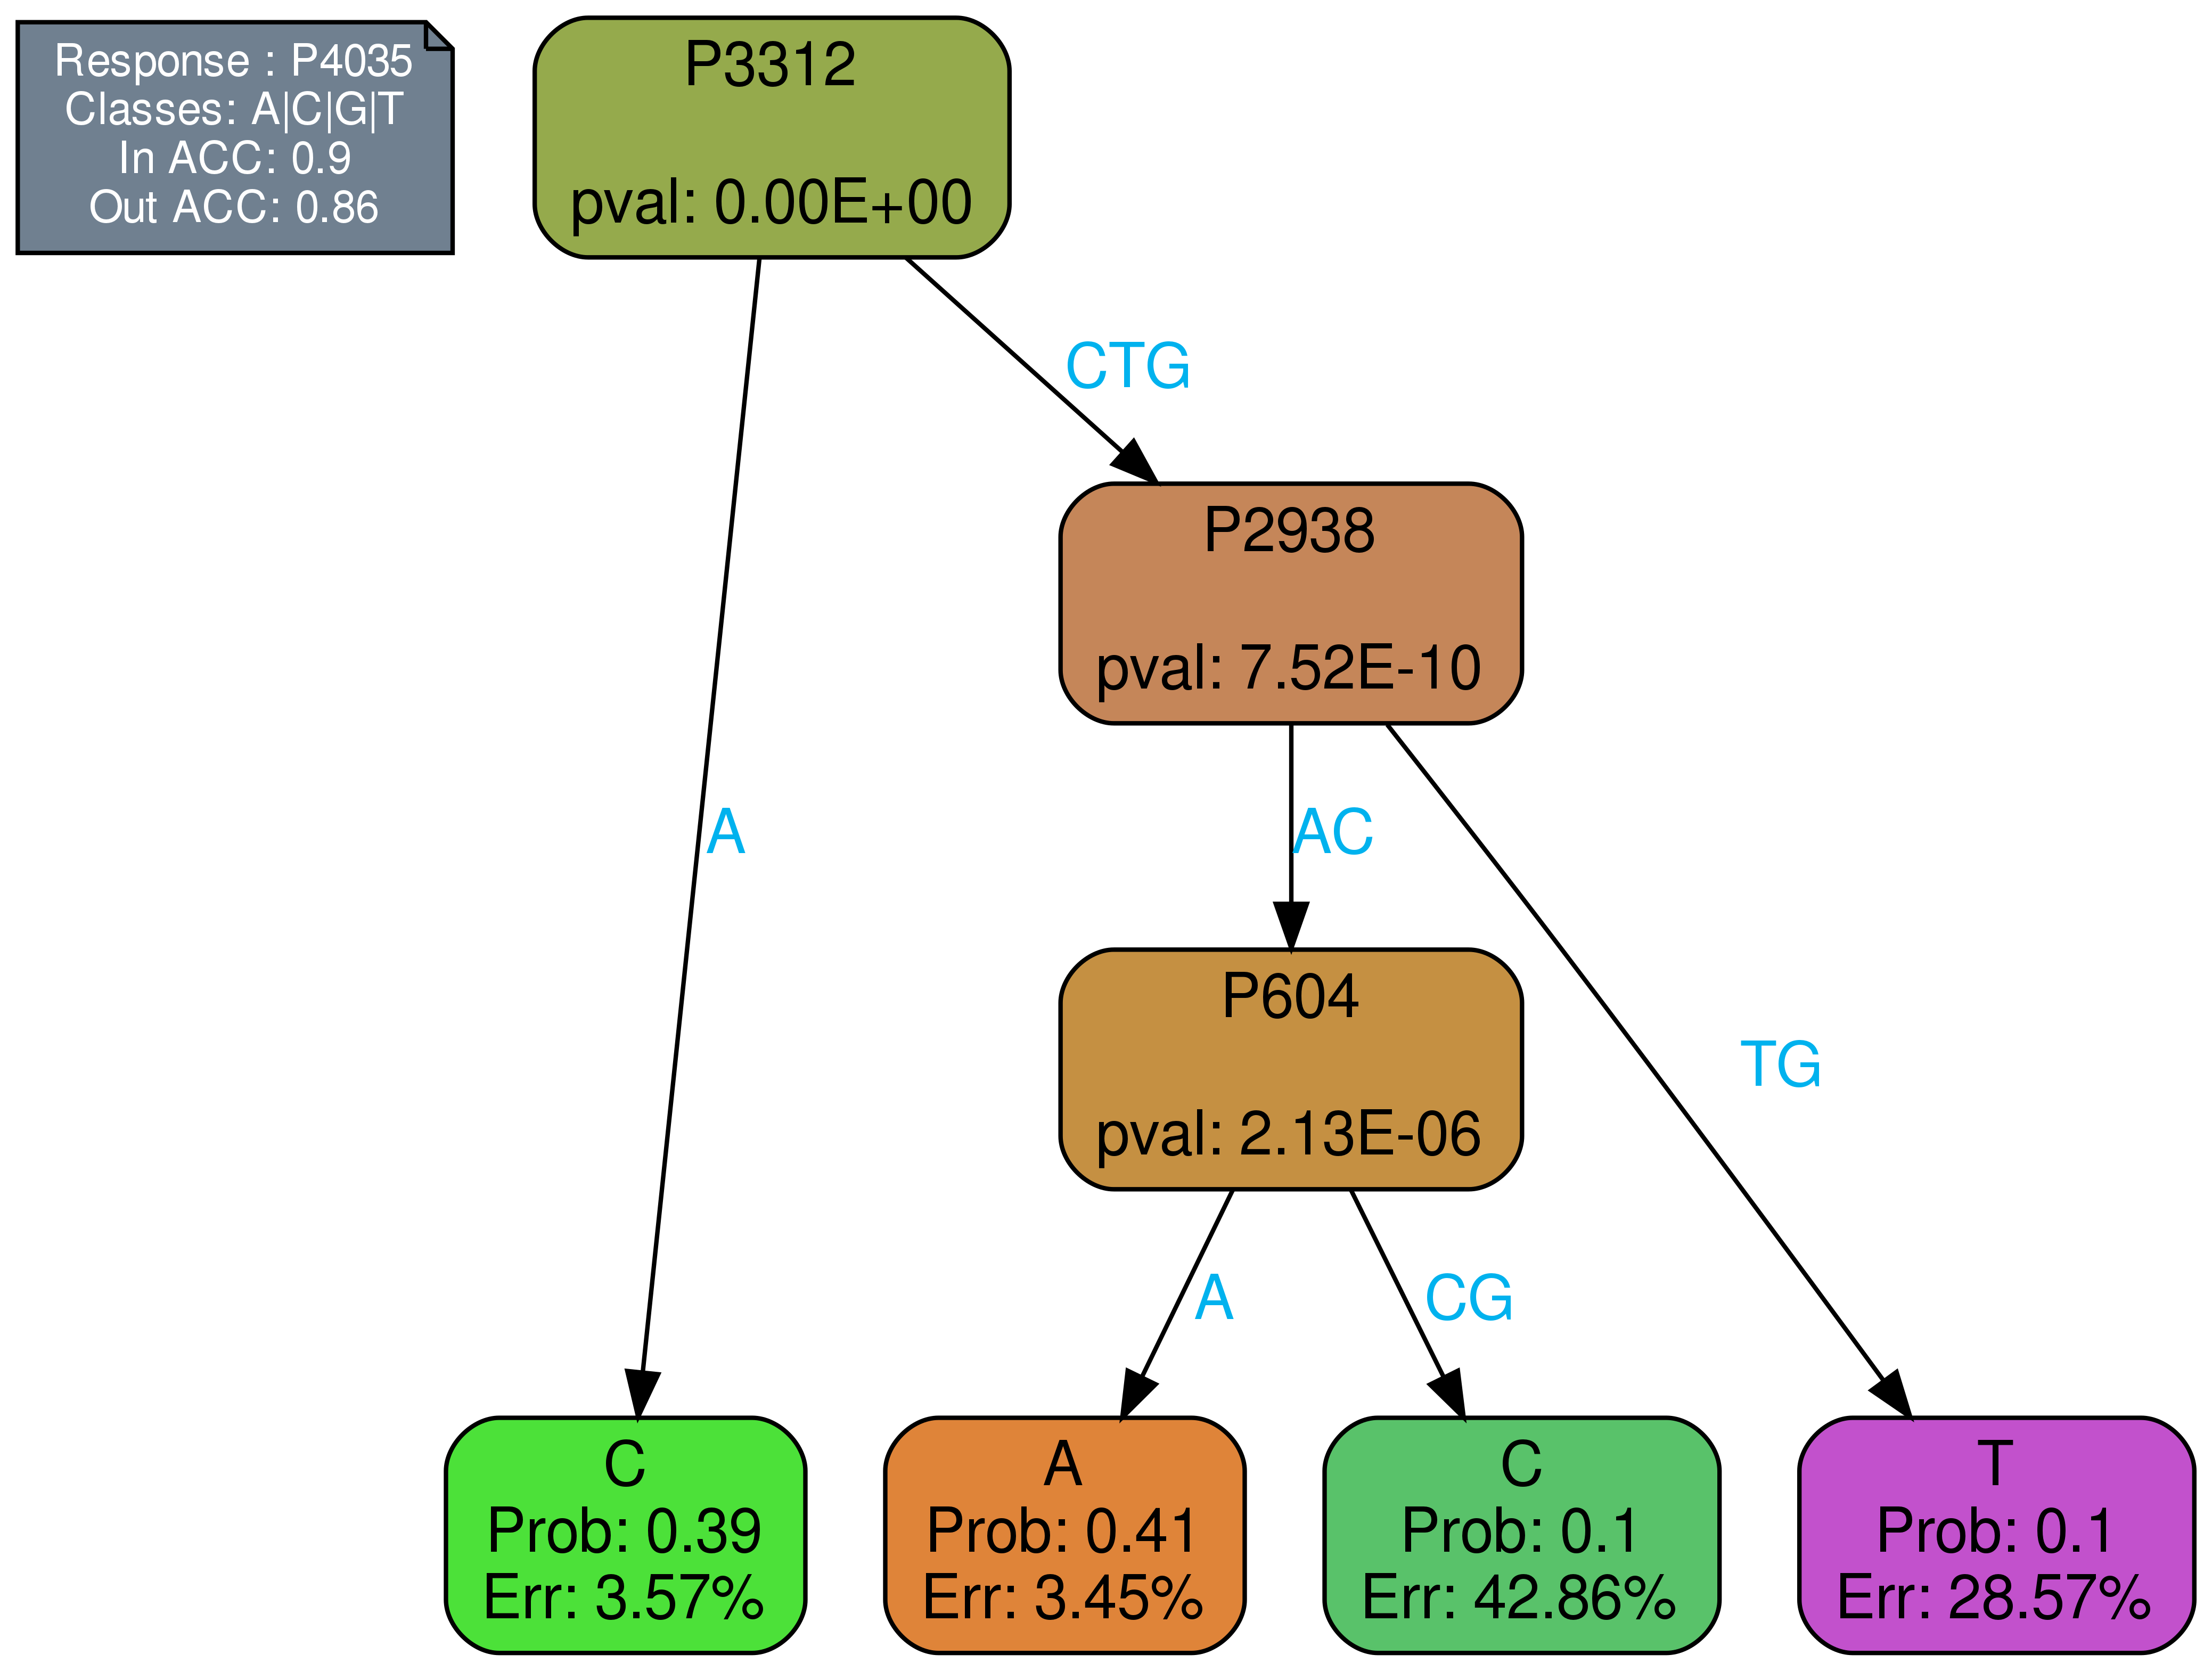 Response : P4035
Classes: A|C|G|T
In ACC: 0.9
Out ACC: 0.86
P3312
pval: 0.00E+00
CTG
P2938
pval: 7.52E-10
A
AC
P604
pval: 2.13E-06
TG
A
CG
C
Prob: 0.39
Err: 3.57%
A
Prob: 0.41
Err: 3.45%
C
Prob: 0.1
Err: 42.86%
T
Prob: 0.1
Err: 28.57%